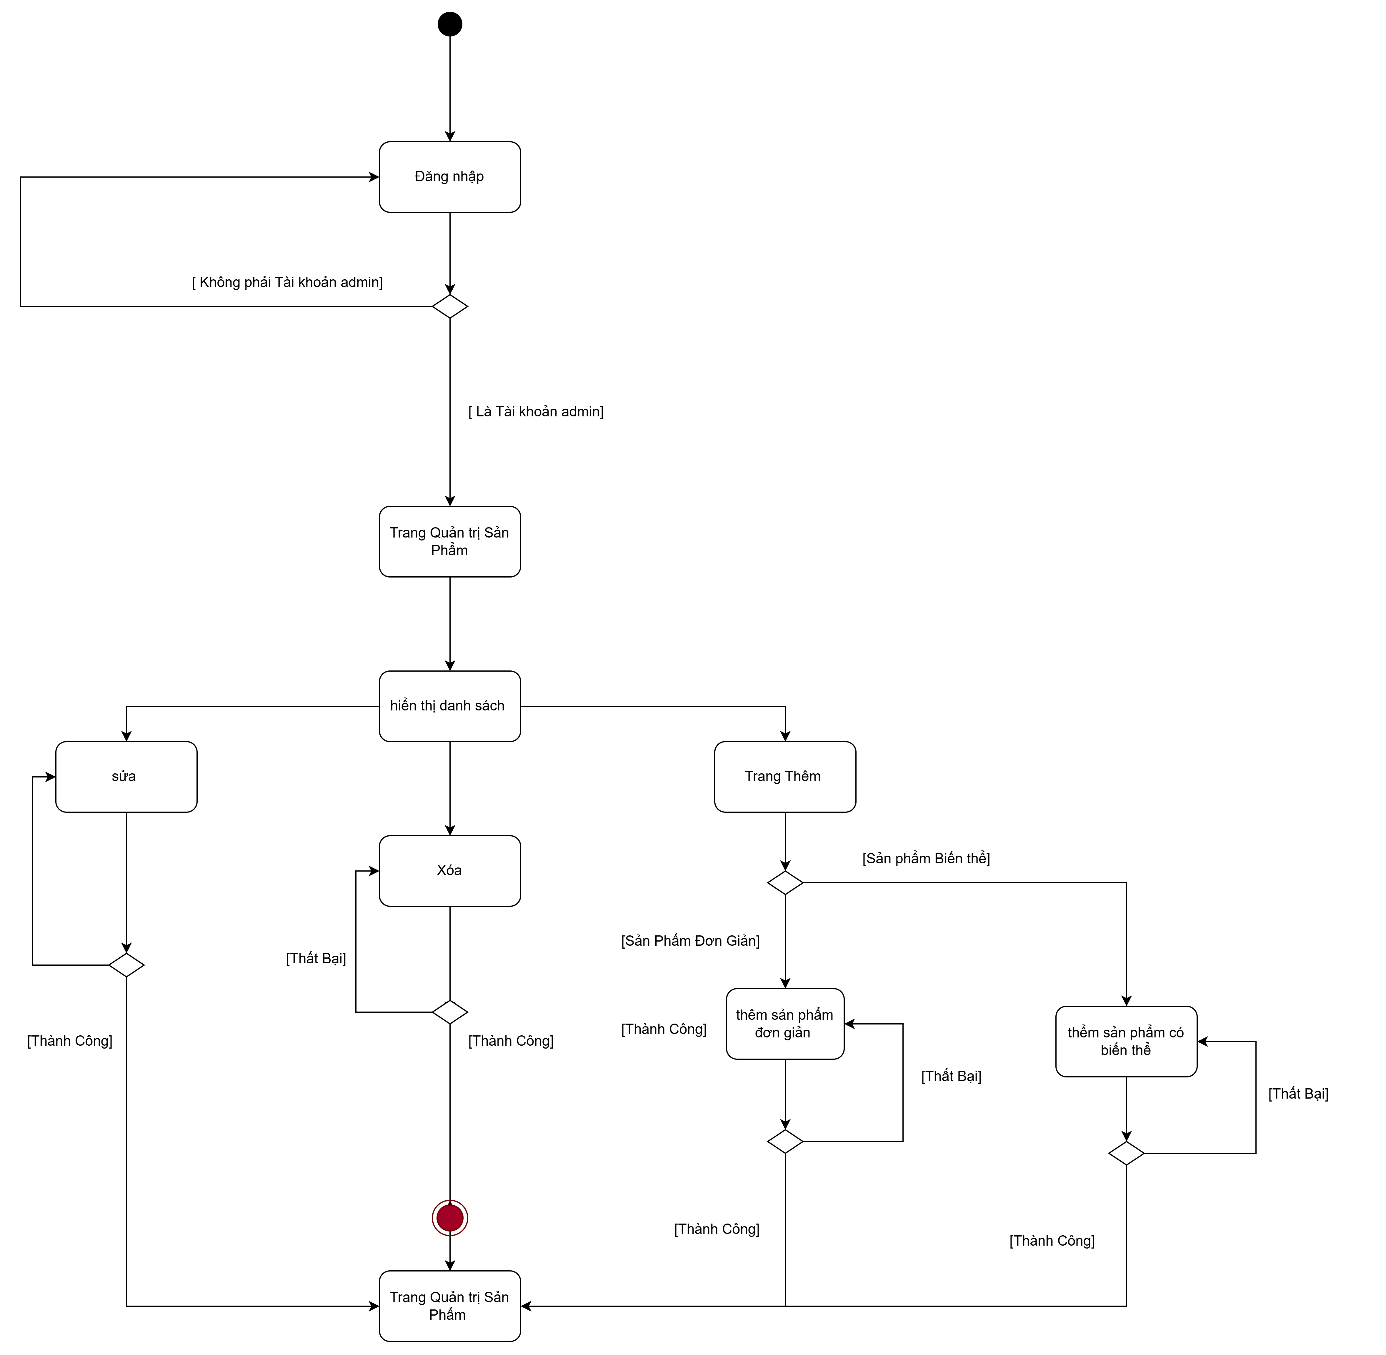 Đăng nhập
[ Không phải Tài khoản admin]
[ Là Tài khoản admin]
Trang Quản trị Sản
Phẩm
hiển thị danh sách
sửa
Trang Thêm
Xóa
[Sản phẩm Biến thể]
[Sản Phẩm Đơn Giản]
[Thất Bại]
thêm sản phẩm
đơn giản
[Thành Công]
[Thành Công]
[Thành Công]
thềm sản phẩm có
biến thể
[Thất Bại]
[Thất Bại]
[Thành Công]
[Thành Công]
Trang Quản trị Sản
Phẩm